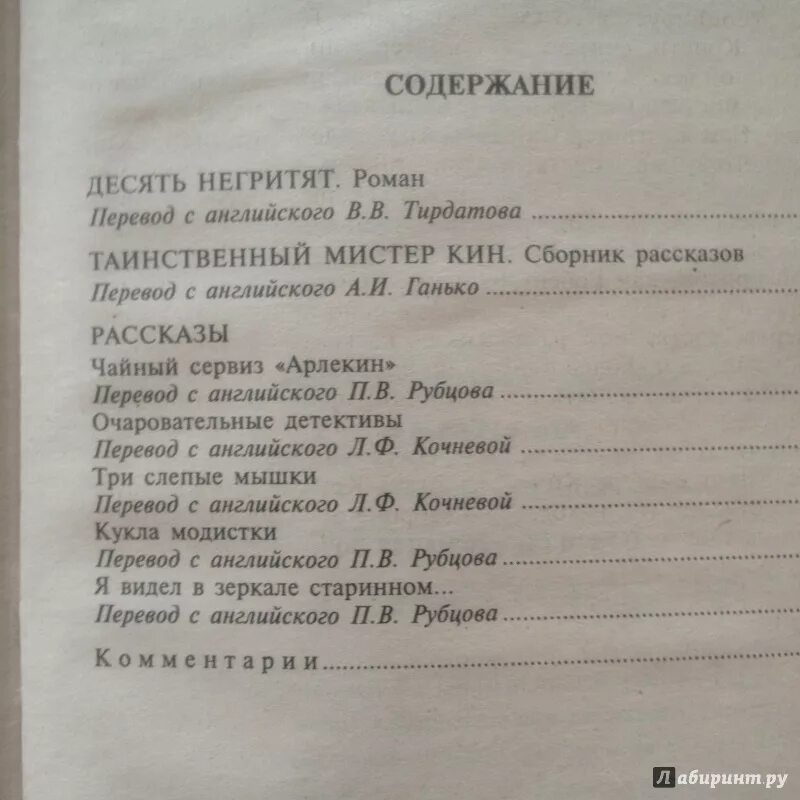 СОДЕРЖАНИЕ
ДЕСЯТЬ НЕГРИТЯТ. Роман
Перевод с английского В.В. Тирдатова
ТАИНСТВЕННЫЙ МИСТЕР КИН. Сборник рассказов
Перевод с английского А.И. Ганько
РАССКАЗЫ
Чайный сервиз «Арлекин»
Перевод с английского П.В. Рубцова
Очаровательные детективы
Перевод с английского Л.Ф. Кочневой
Три слепые мышки
Перевод с английского Л.Ф. Кочневой
Кукла модистки
Перевод с английского П.В. Рубцова
Я видел в зеркале старинном...
Перевод с английского П.В. Рубцова
Комментарии
Лабиринт.ру